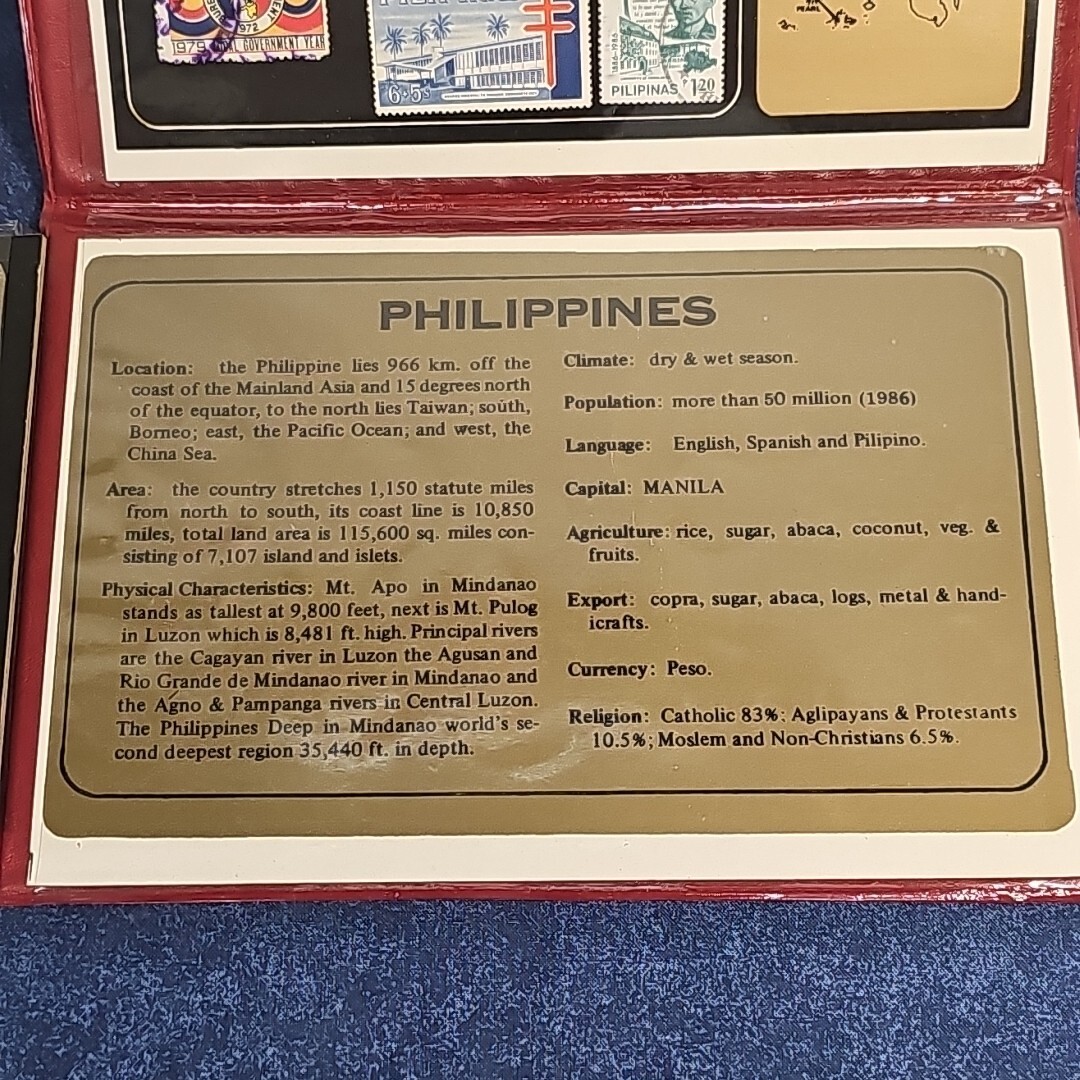 1972
1979
GOVERNMENT YEAR
6+5s
1886-1986
PILIPINAS 1.20
PEARL
PHILIPPINES
Location: the Philippine lies 966 km. off the
coast of the Mainland Asia and 15 degrees north
of the equator, to the north lies Taiwan; south,
Borneo; east, the Pacific Ocean; and west, the
China Sea.
Area: the country stretches 1,150 statute miles
from north to south, its coast line is 10,850
miles, total land area is 115,600 sq. miles con-
sisting of 7,107 island and islets.
Physical Characteristics: Mt. Apo in Mindanao
stands as tallest at 9,800 feet, next is Mt. Pulog
in Luzon which is 8,481 ft. high. Principal rivers
are the Cagayan river in Luzon the Agusan and
Rio Grande de Mindanao river in Mindanao and
the Agno & Pampanga rivers in Central Luzon.
The Philippines Deep in Mindanao world's se-
cond deepest region 35,440 ft. in depth.
Climate: dry & wet season.
Population: more than 50 million (1986)
Language: English, Spanish and Pilipino.
Capital: MANILA
Agriculture: rice, sugar, abaca, coconut, veg. &
fruits.
Export: copra, sugar, abaca, logs, metal & hand-
icrafts.
Currency: Peso.
Religion: Catholic 83%; Aglipayans & Protestants
10.5%; Moslem and Non-Christians 6.5%.